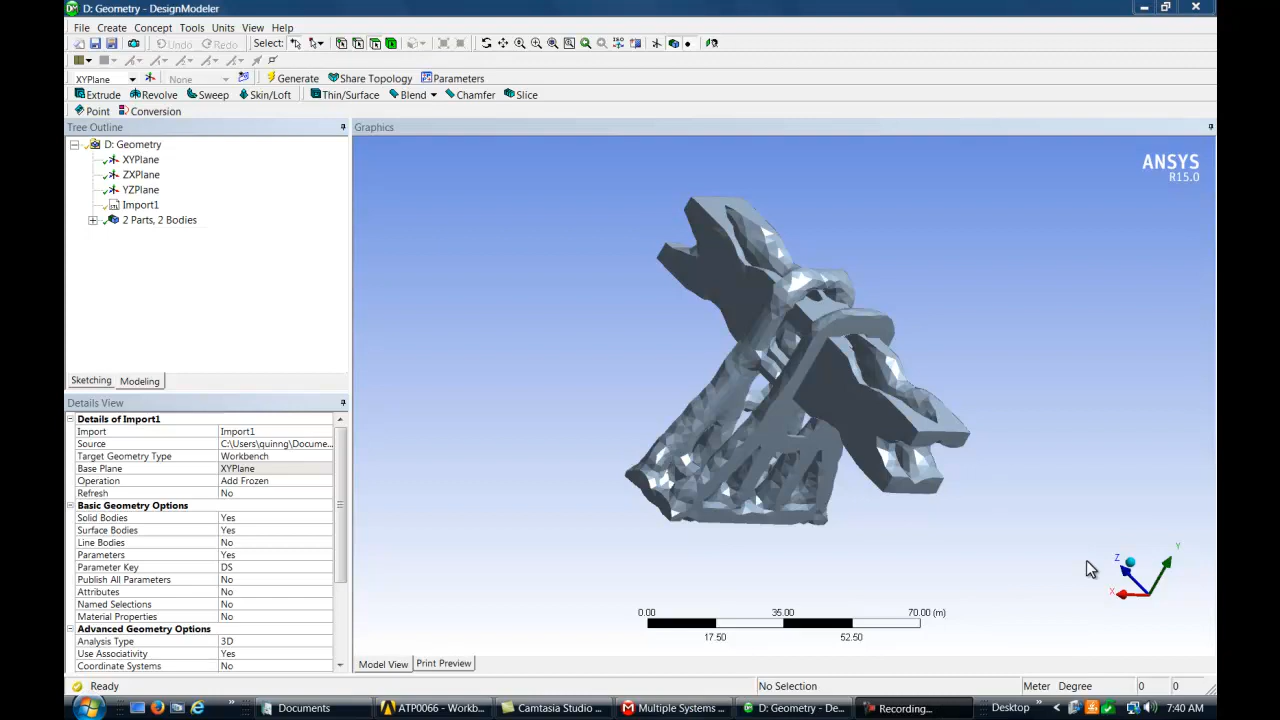 D: Geometry - DesignModeler
File Create Concept Tools Units View Help
Undo Redo Select:
XYPlane None Generate Share Topology Parameters
Extrude Revolve Sweep Skin/Loft Thin/Surface Blend Chamfer Slice
Point Conversion
Tree Outline
Graphics
D: Geometry
XYPlane
ZXPlane
YZPlane
Import1
2 Parts, 2 Bodies
ANSYS
R15.0
Sketching Modeling
Details View
Details of Import1
Import Import1
Source C:\Users\quinng\Docume...
Target Geometry Type Workbench
Base Plane XYPlane
Operation Add Frozen
Refresh No
Basic Geometry Options
Solid Bodies Yes
Surface Bodies Yes
Line Bodies No
Parameters Yes
Parameter Key DS
Publish All Parameters No
Attributes No
Named Selections No
Material Properties No
Advanced Geometry Options
Analysis Type 3D
Use Associativity Yes
Coordinate Systems No
Y
Z
X
0.00 35.00 70.00 (m)
17.50 52.50
Model View Print Preview
Ready No Selection Meter Degree 0 0
» Documents ATP0066 - Workb... Camtasia Studio ... Multiple Systems ... D: Geometry - De... Recording... Desktop » 7:40 AM